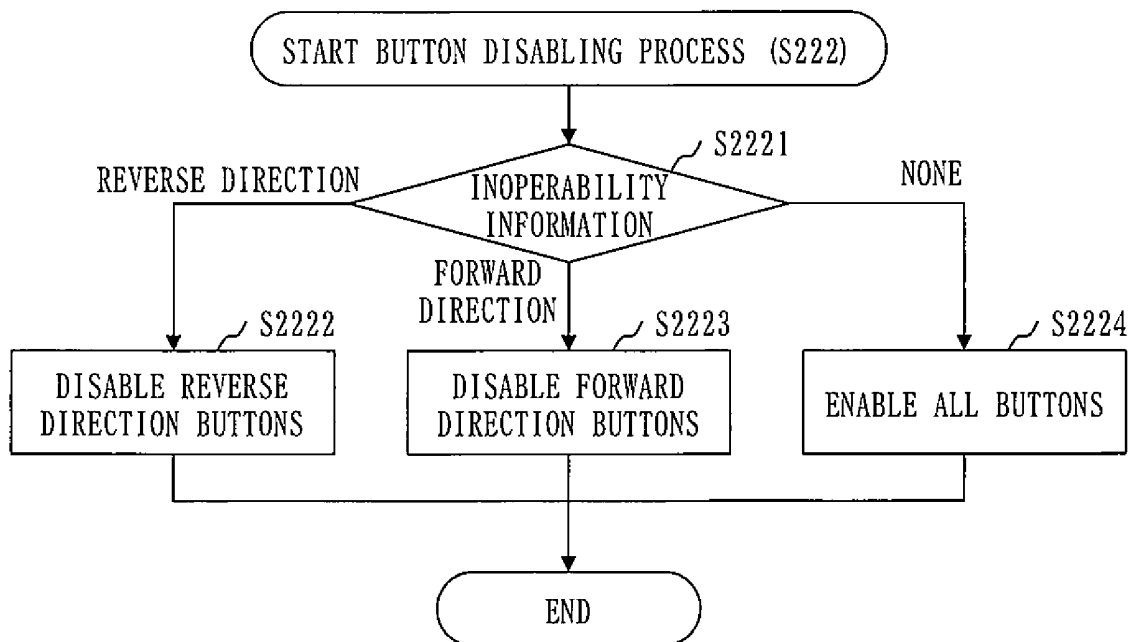 START BUTTON DISABLING PROCESS (S222)
S2221
REVERSE DIRECTION
INOPERABILITY
INFORMATION
NONE
FORWARD
DIRECTION
S2222
S2223
S2224
DISABLE REVERSE
DIRECTION BUTTONS
DISABLE FORWARD
DIRECTION BUTTONS
ENABLE ALL BUTTONS
END